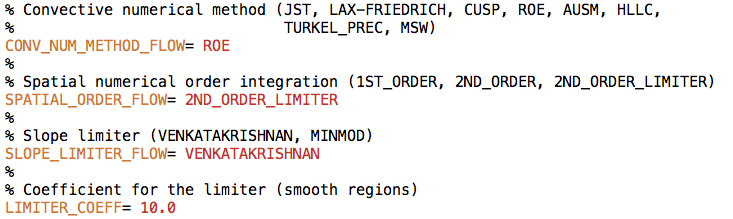 % Convective numerical method (JST, LAX-FRIEDRICH, CUSP, ROE, AUSM, HLLC,
%                              TURKEL_PREC, MSW)
CONV_NUM_METHOD_FLOW= ROE
%
% Spatial numerical order integration (1ST_ORDER, 2ND_ORDER, 2ND_ORDER_LIMITER)
SPATIAL_ORDER_FLOW= 2ND_ORDER_LIMITER
%
% Slope limiter (VENKATAKRISHNAN, MINMOD)
SLOPE_LIMITER_FLOW= VENKATAKRISHNAN
%
% Coefficient for the limiter (smooth regions)
LIMITER_COEFF= 10.0